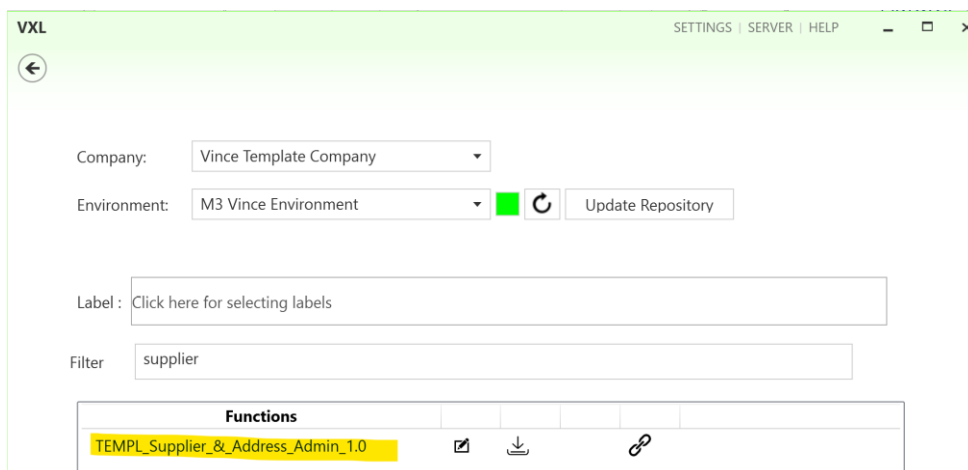 VXL SETTINGS | SERVER | HELP
Company: Vince Template Company
Environment: M3 Vince Environment Update Repository
Label : Click here for selecting labels
Filter supplier
Functions
TEMPL_Supplier_&_Address_Admin_1.0